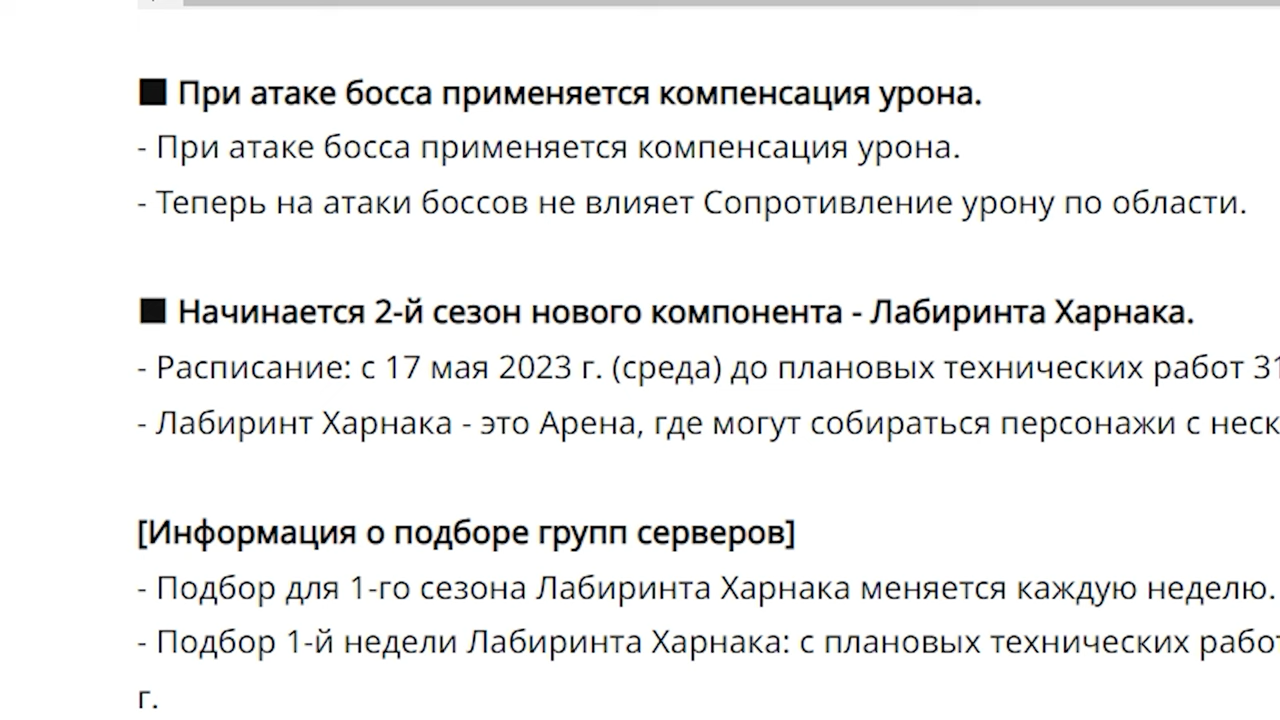 ■ При атаке босса применяется компенсация урона.
- При атаке босса применяется компенсация урона.
- Теперь на атаки боссов не влияет Сопротивление урону по области.
■ Начинается 2-й сезон нового компонента - Лабиринта Харнака.
- Расписание: с 17 мая 2023 г. (среда) до плановых технических работ 31
- Лабиринт Харнака - это Арена, где могут собираться персонажи с
[Информация о подборе групп серверов]
- Подбор для 1-го сезона Лабиринта Харнака меняется каждую неделю.
- Подбор 1-й недели Лабиринта Харнака: с плановых технических
г.